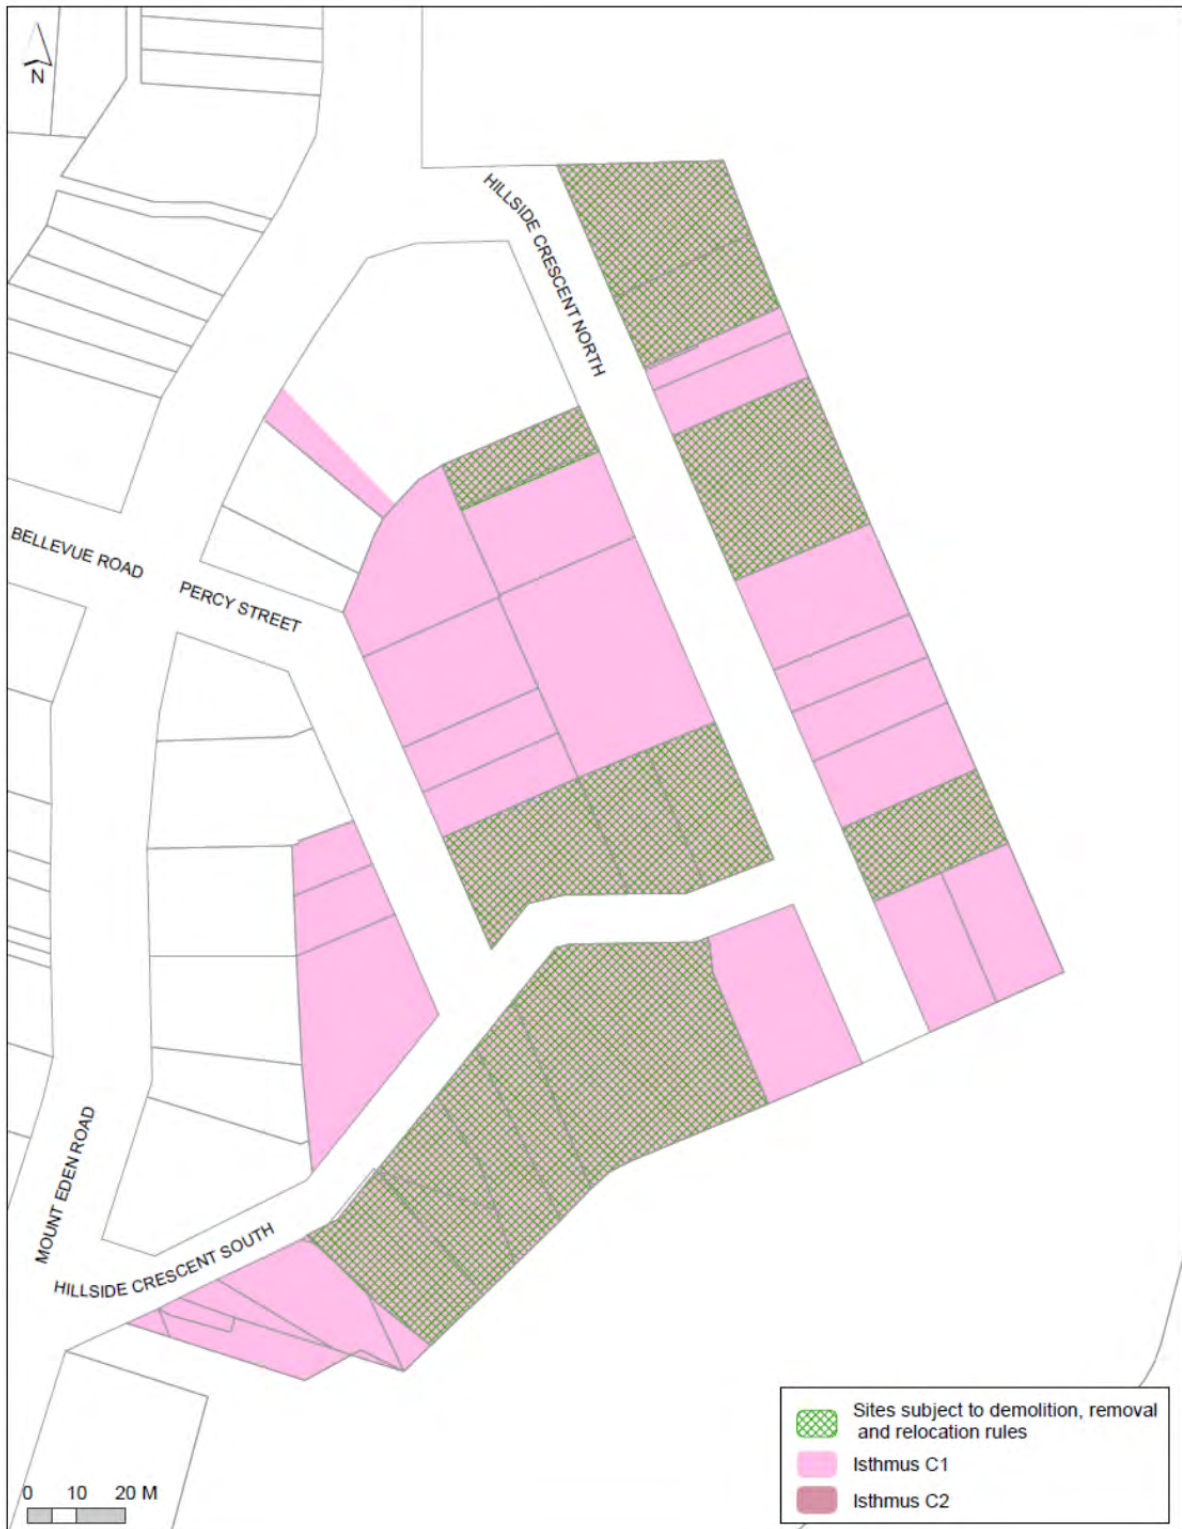 N
HILLSIDE CRESCENT NORTH
BELLEVUE ROAD
PERCY STREET
MOUNT EDEN ROAD
HILLSIDE CRESCENT SOUTH
0 10 20 M
Sites subject to demolition, removal
and relocation rules
Isthmus C1
Isthmus C2